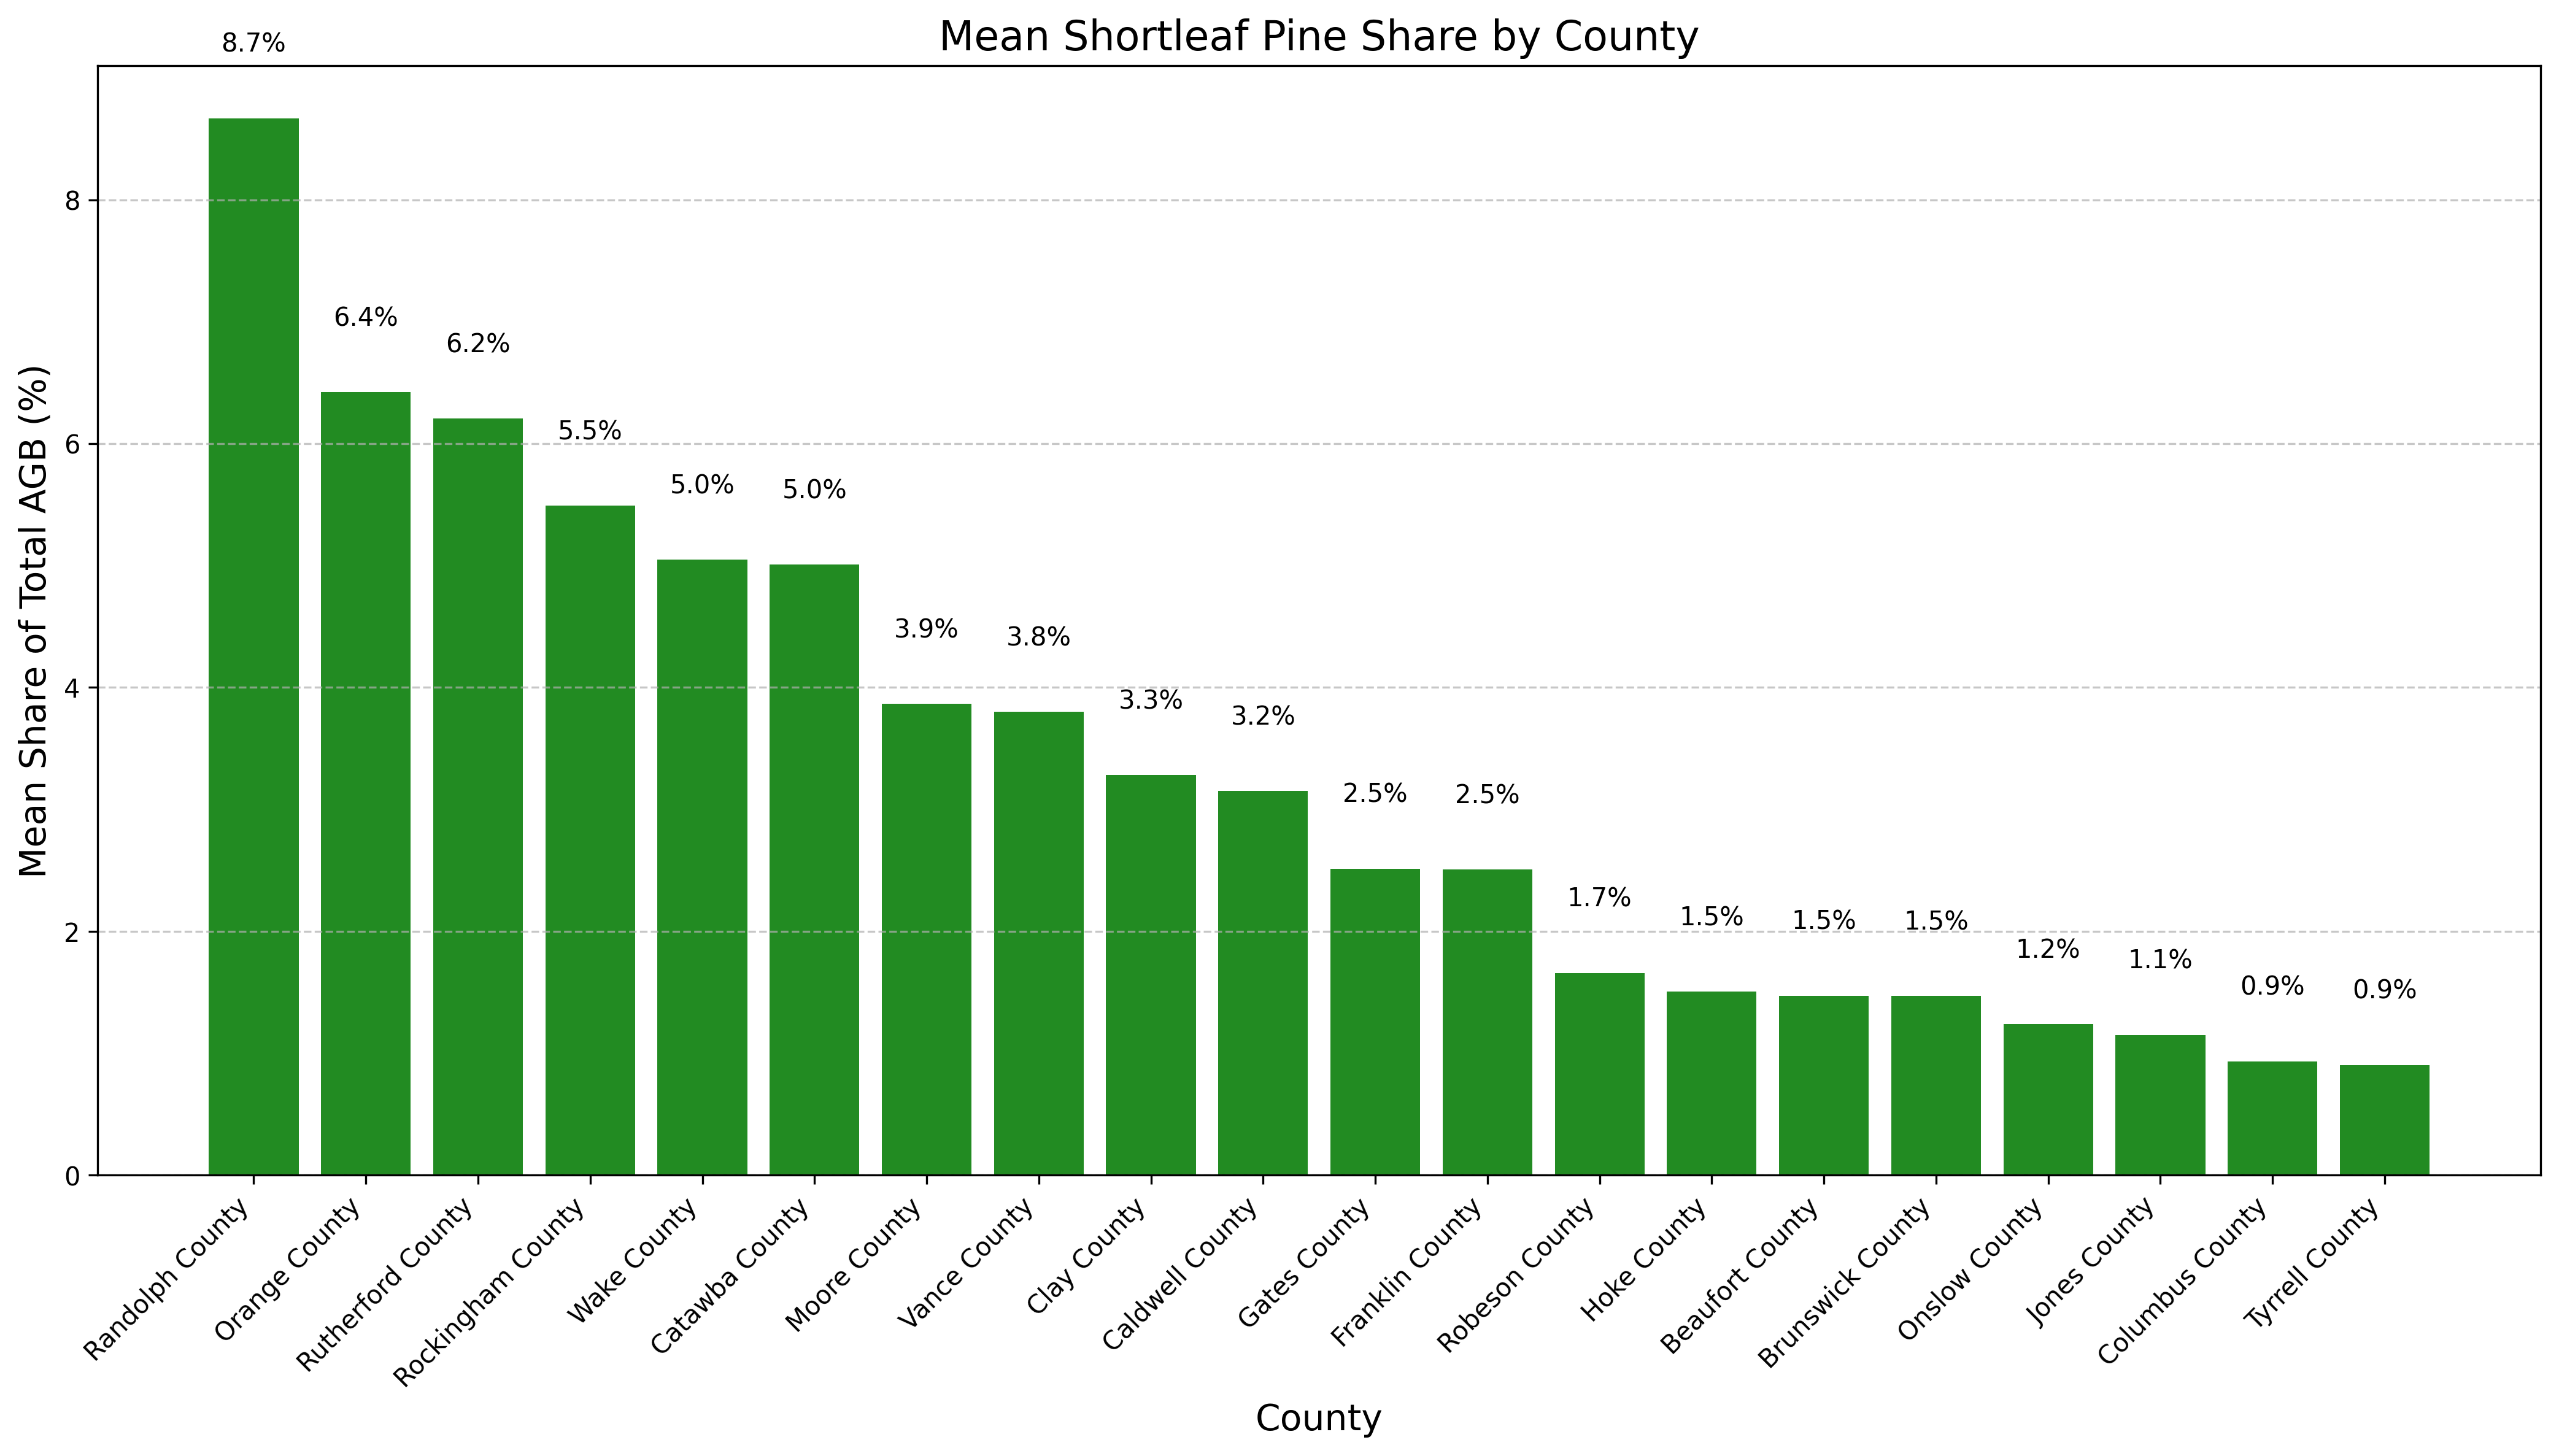 Mean Shortleaf Pine Share by County
Mean Share of Total AGB (%)
8
6
4
2
0
8.7%
6.4%
6.2%
5.5%
5.0%
5.0%
3.9%
3.8%
3.3%
3.2%
2.5%
2.5%
1.7%
1.5%
1.5%
1.5%
1.2%
1.1%
0.9%
0.9%
Randolph County
Orange County
Rutherford County
Rockingham County
Wake County
Catawba County
Moore County
Vance County
Clay County
Caldwell County
Gates County
Franklin County
Robeson County
Hoke County
Beaufort County
Brunswick County
Onslow County
Jones County
Columbus County
Tyrrell County
County